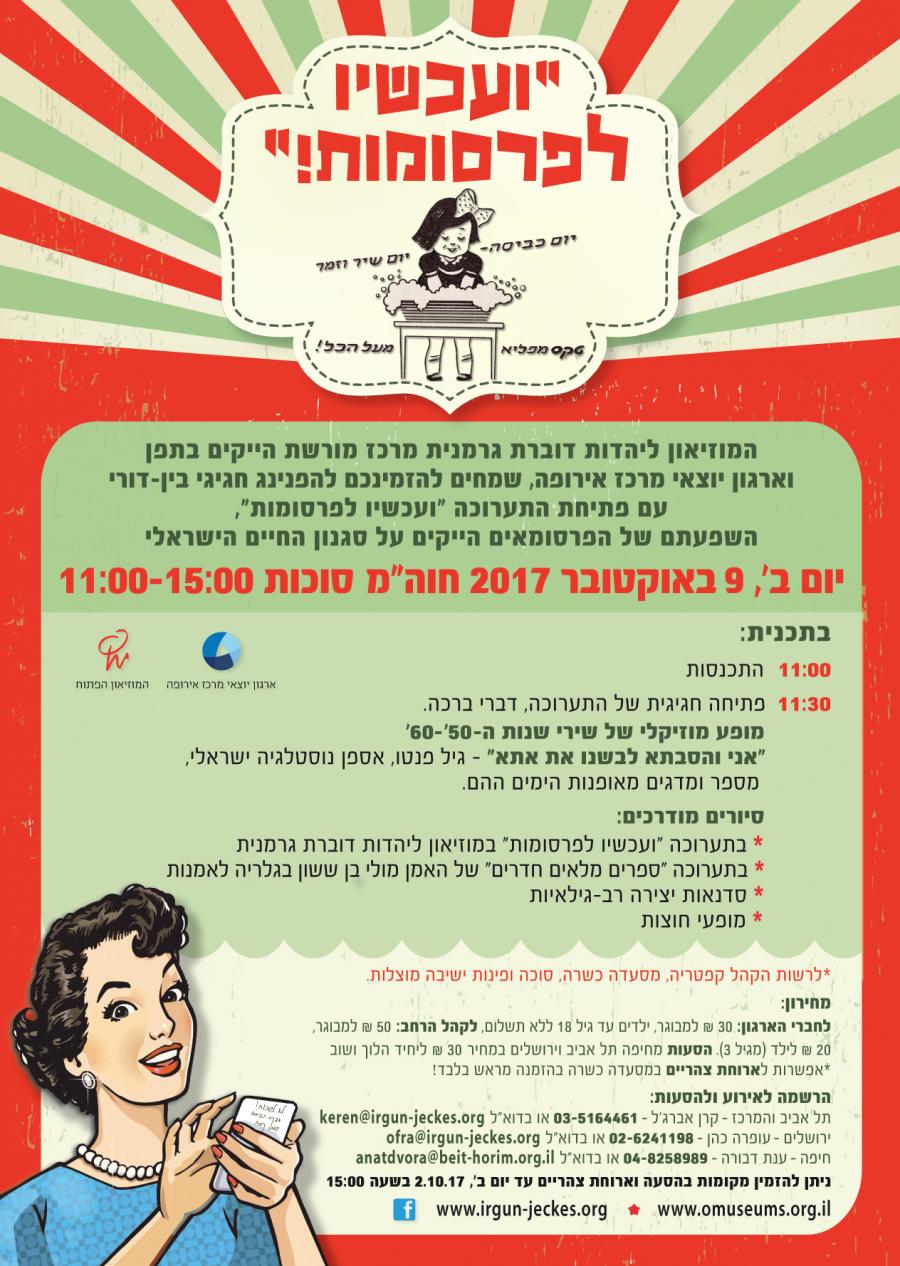 "ועכשיו
לפרסומות!"
יום כביסה-
יום שיר וזמר
טקס מפליא
מעל הכל!
המוזיאון ליהדות דוברת גרמנית מרכז מורשת הייקים בתפן
וארגון יוצאי מרכז אירופה, שמחים להזמינכם להפנינג חגיגי בין-דורי
עם פתיחת התערוכה "ועכשיו לפרסומות",
השפעתם של הפרסומאים הייקים על סגנון החיים הישראלי
יום ב', 9 באוקטובר 2017 חוה"מ סוכות 11:00-15:00
בתכנית:
11:00 התכנסות
ארגון יוצאי מרכז אירופה
המוזיאון הפתוח
11:30 פתיחה חגיגית של התערוכה, דברי ברכה.
מופע מוזיקלי של שירי שנות ה-50'-60'
"אני והסבתא לבשנו את אתא" - גיל פנטו, אספן נוסטלגיה ישראלי,
מספר ומדגים מאופנות הימים ההם.
סיורים מודרכים:
* בתערוכה "ועכשיו לפרסומות" במוזיאון ליהדות דוברת גרמנית
* בתערוכה "ספרים מלאים חדרים" של האמן מולי בן ששון בגלריה לאמנות
* סדנאות יצירה רב-גילאיות
* מופעי חוצות
*לרשות הקהל קפטריה, מסעדה כשרה, סוכה ופינות ישיבה מוצלות.
מחירון:
לחברי הארגון: 30 ₪ למבוגר, ילדים עד גיל 18 ללא תשלום, לקהל הרחב: 50 ₪ למבוגר,
20 ₪ לילד (מגיל 3). הסעות מחיפה תל אביב וירושלים במחיר 30 ₪ ליחיד הלוך ושוב
*אפשרות לארוחת צהריים במסעדה כשרה בהזמנה מראש בלבד!
הרשמה לאירוע ולהסעות:
תל אביב והמרכז - קרן אברג'ל - 03-5164461 או בדוא"ל keren@irgun-jeckes.org
ירושלים - עופרה כהן - 02-6241198 או בדוא"ל ofra@irgun-jeckes.org
חיפה - ענת דבורה - 04-8258989 או בדוא"ל anatdvora@beit-horim.org.il
ניתן להזמין מקומות בהסעה וארוחת צהריים עד יום ב', 2.10.17 בשעה 15:00
www.irgun-jeckes.org
www.omuseums.org.il